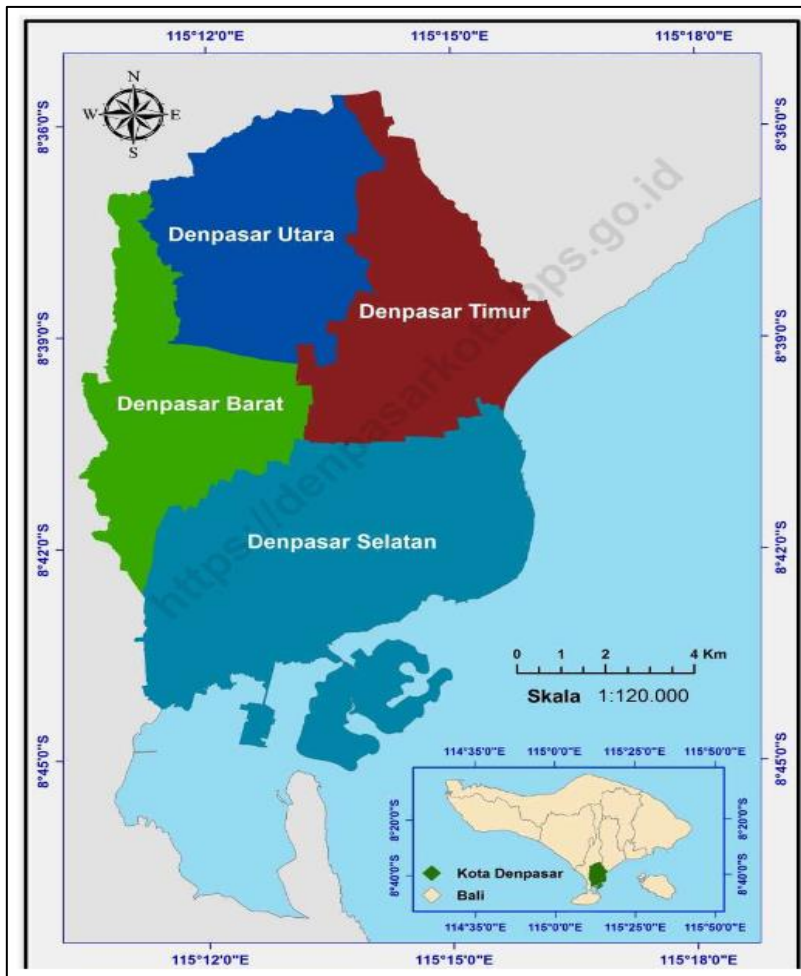 115°12'0"E 115°15'0"E 115°18'0"E
N
W E
S
8°36'0"S 8°36'0"S
Denpasar Utara
Denpasar Timur
8°39'0"S 8°39'0"S
Denpasar Barat
Denpasar Selatan
8°42'0"S 8°42'0"S
https://denpasarkota.bps.go.id
0 1 2 4 Km
Skala 1:120.000
8°45'0"S 8°45'0"S
114°35'0"E 115°0'0"E 115°25'0"E 115°50'0"E
8°20'0"S 8°20'0"S
Kota Denpasar
8°40'0"S 8°40'0"S
Bali
114°35'0"E 115°0'0"E 115°25'0"E 115°50'0"E
115°12'0"E 115°15'0"E 115°18'0"E